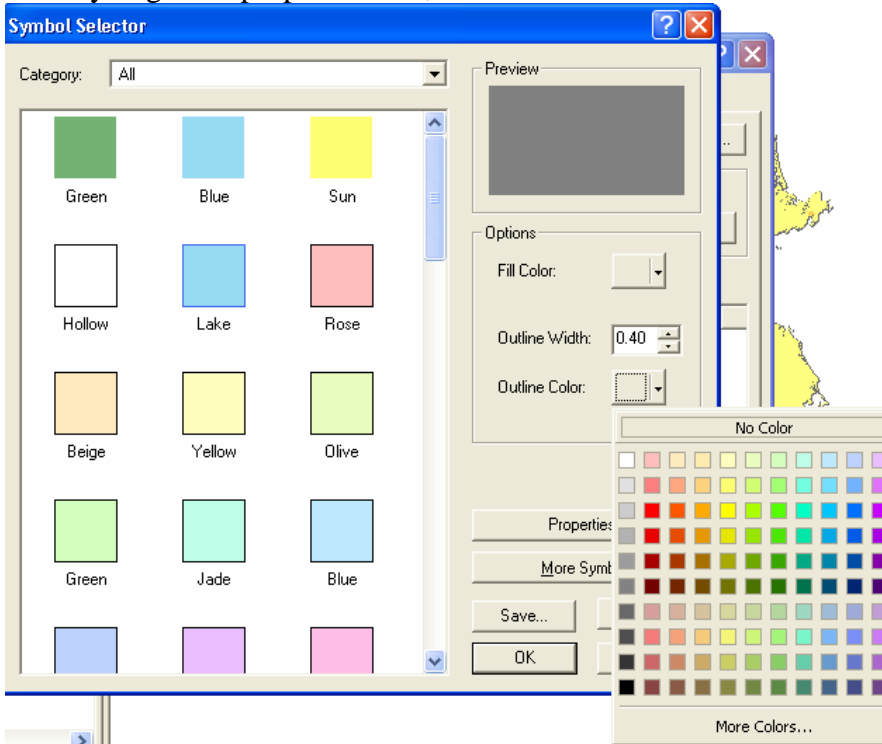 Symbol Selector
Category: All
Green Blue Sun
Hollow Lake Rose
Beige Yellow Olive
Green Jade Blue
Preview
Options
Fill Color:
Outline Width: 0.40
Outline Color:
No Color
Properties
More Symb
Save...
OK
More Colors...